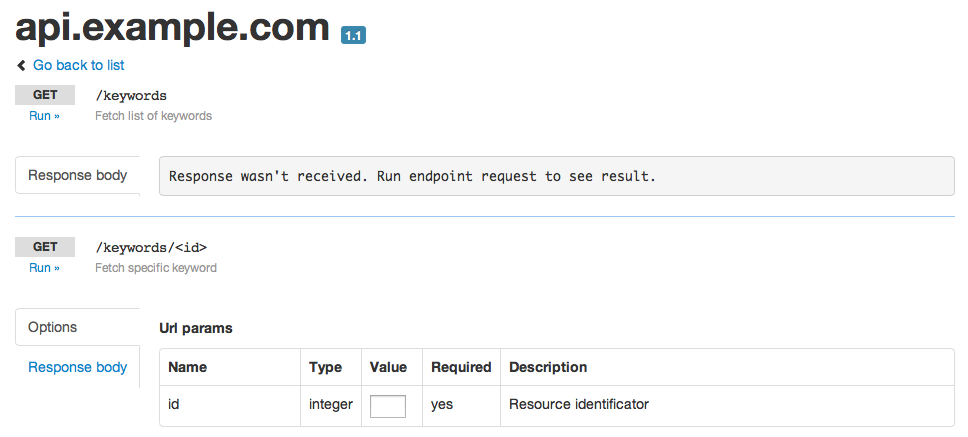 api.example.com 1.1
Go back to list
GET /keywords
Run » Fetch list of keywords
Response body Response wasn't received. Run endpoint request to see result.
GET /keywords/<id>
Run » Fetch specific keyword
Options Url params
Response body
Name Type Value Required Description
id integer yes Resource identificator